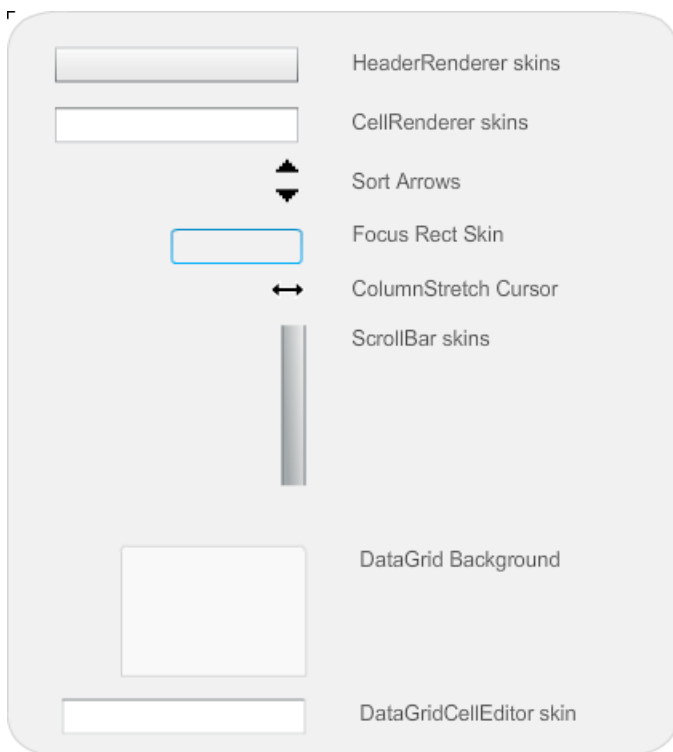 HeaderRenderer skins
CellRenderer skins
Sort Arrows
Focus Rect Skin
ColumnStretch Cursor
ScrollBar skins
DataGrid Background
DataGridCellEditor skin